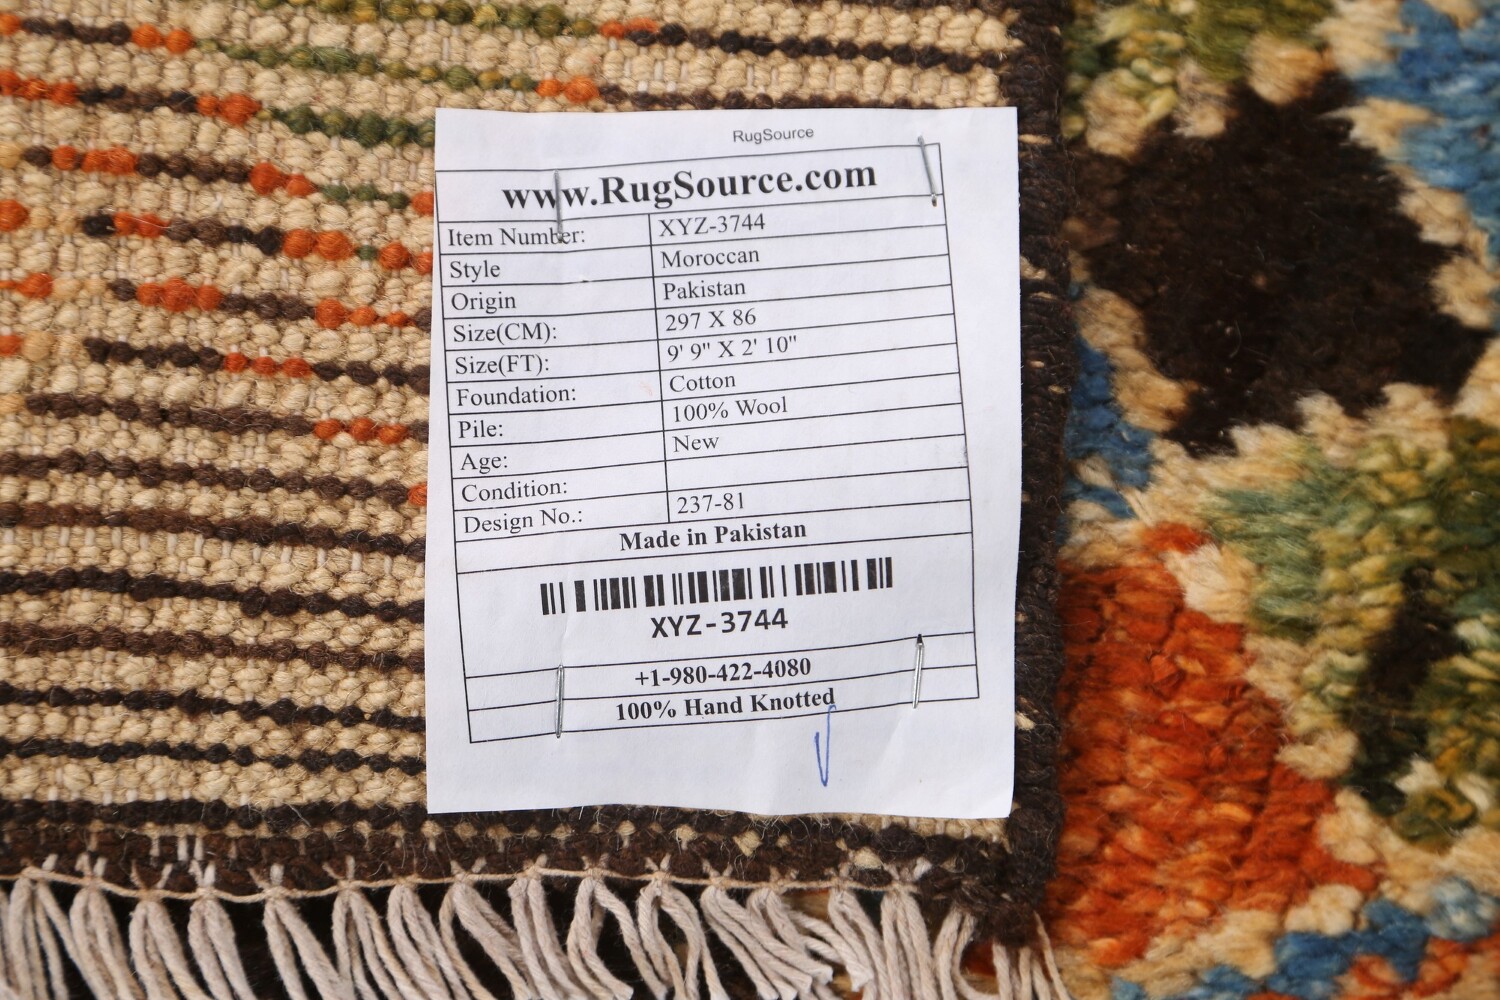 RugSource
www.RugSource.com
Item Number: XYZ-3744
Style Moroccan
Origin Pakistan
Size(CM): 297 X 86
Size(FT): 9' 9" X 2' 10"
Foundation: Cotton
Pile: 100% Wool
Age: New
Condition:
Design No.: 237-81
Made in Pakistan
XYZ-3744
+1-980-422-4080
100% Hand Knotted